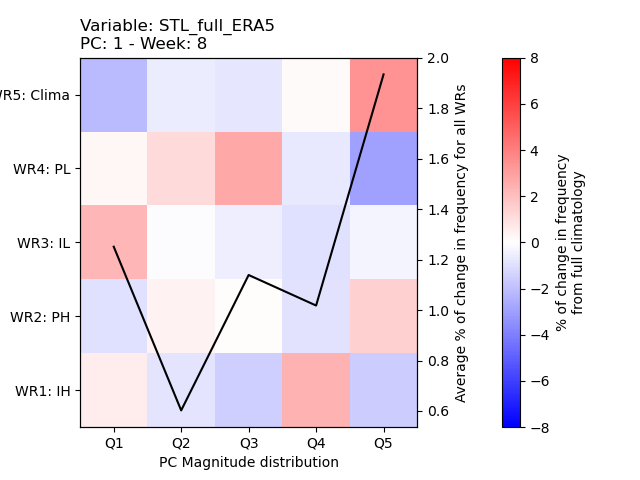 Variable: STL_full_ERA5
PC: 1 - Week: 8
WR5: Clima
WR4: PL
WR3: IL
WR2: PH
WR1: IH
Q1 Q2 Q3 Q4 Q5
PC Magnitude distribution
2.0
1.8
1.6
1.4
1.2
1.0
0.8
0.6
Average % of change in frequency for all WRs
8
6
4
2
0
−2
−4
−6
−8
% of change in frequency
from full climatology